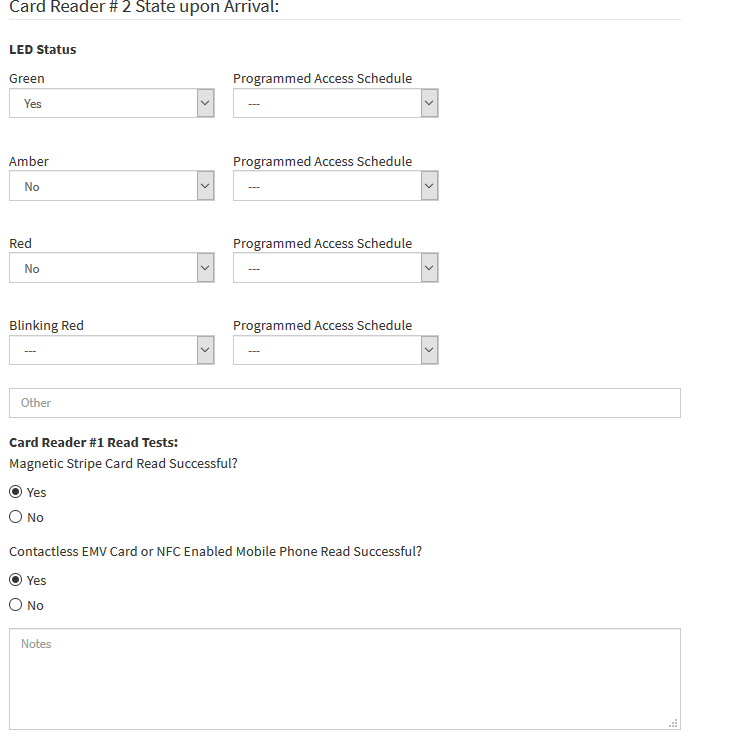 Card Reader # 2 State upon Arrival:
LED Status
Green Programmed Access Schedule
Yes ---
Amber Programmed Access Schedule
No ---
Red Programmed Access Schedule
No ---
Blinking Red Programmed Access Schedule
--- ---
Other
Card Reader #1 Read Tests:
Magnetic Stripe Card Read Successful?
Yes
No
Contactless EMV Card or NFC Enabled Mobile Phone Read Successful?
Yes
No
Notes